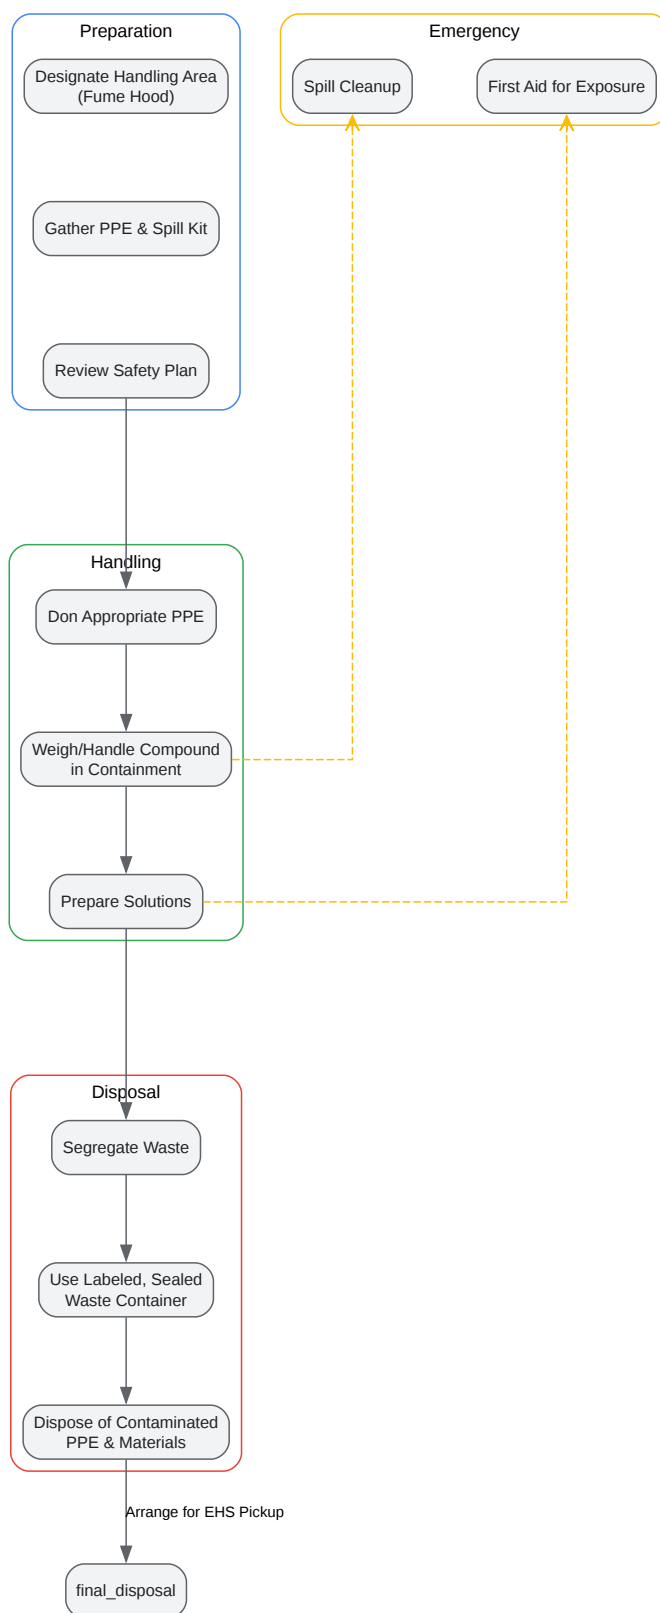 Preparation
Designate Handling Area
(Fume Hood)
Gather PPE & Spill Kit
Review Safety Plan
Emergency
Spill Cleanup
First Aid for Exposure
Handling
Don Appropriate PPE
Weigh/Handle Compound
in Containment
Prepare Solutions
Disposal
Segregate Waste
Use Labeled, Sealed
Waste Container
Dispose of Contaminated
PPE & Materials
Arrange for EHS Pickup
final_disposal